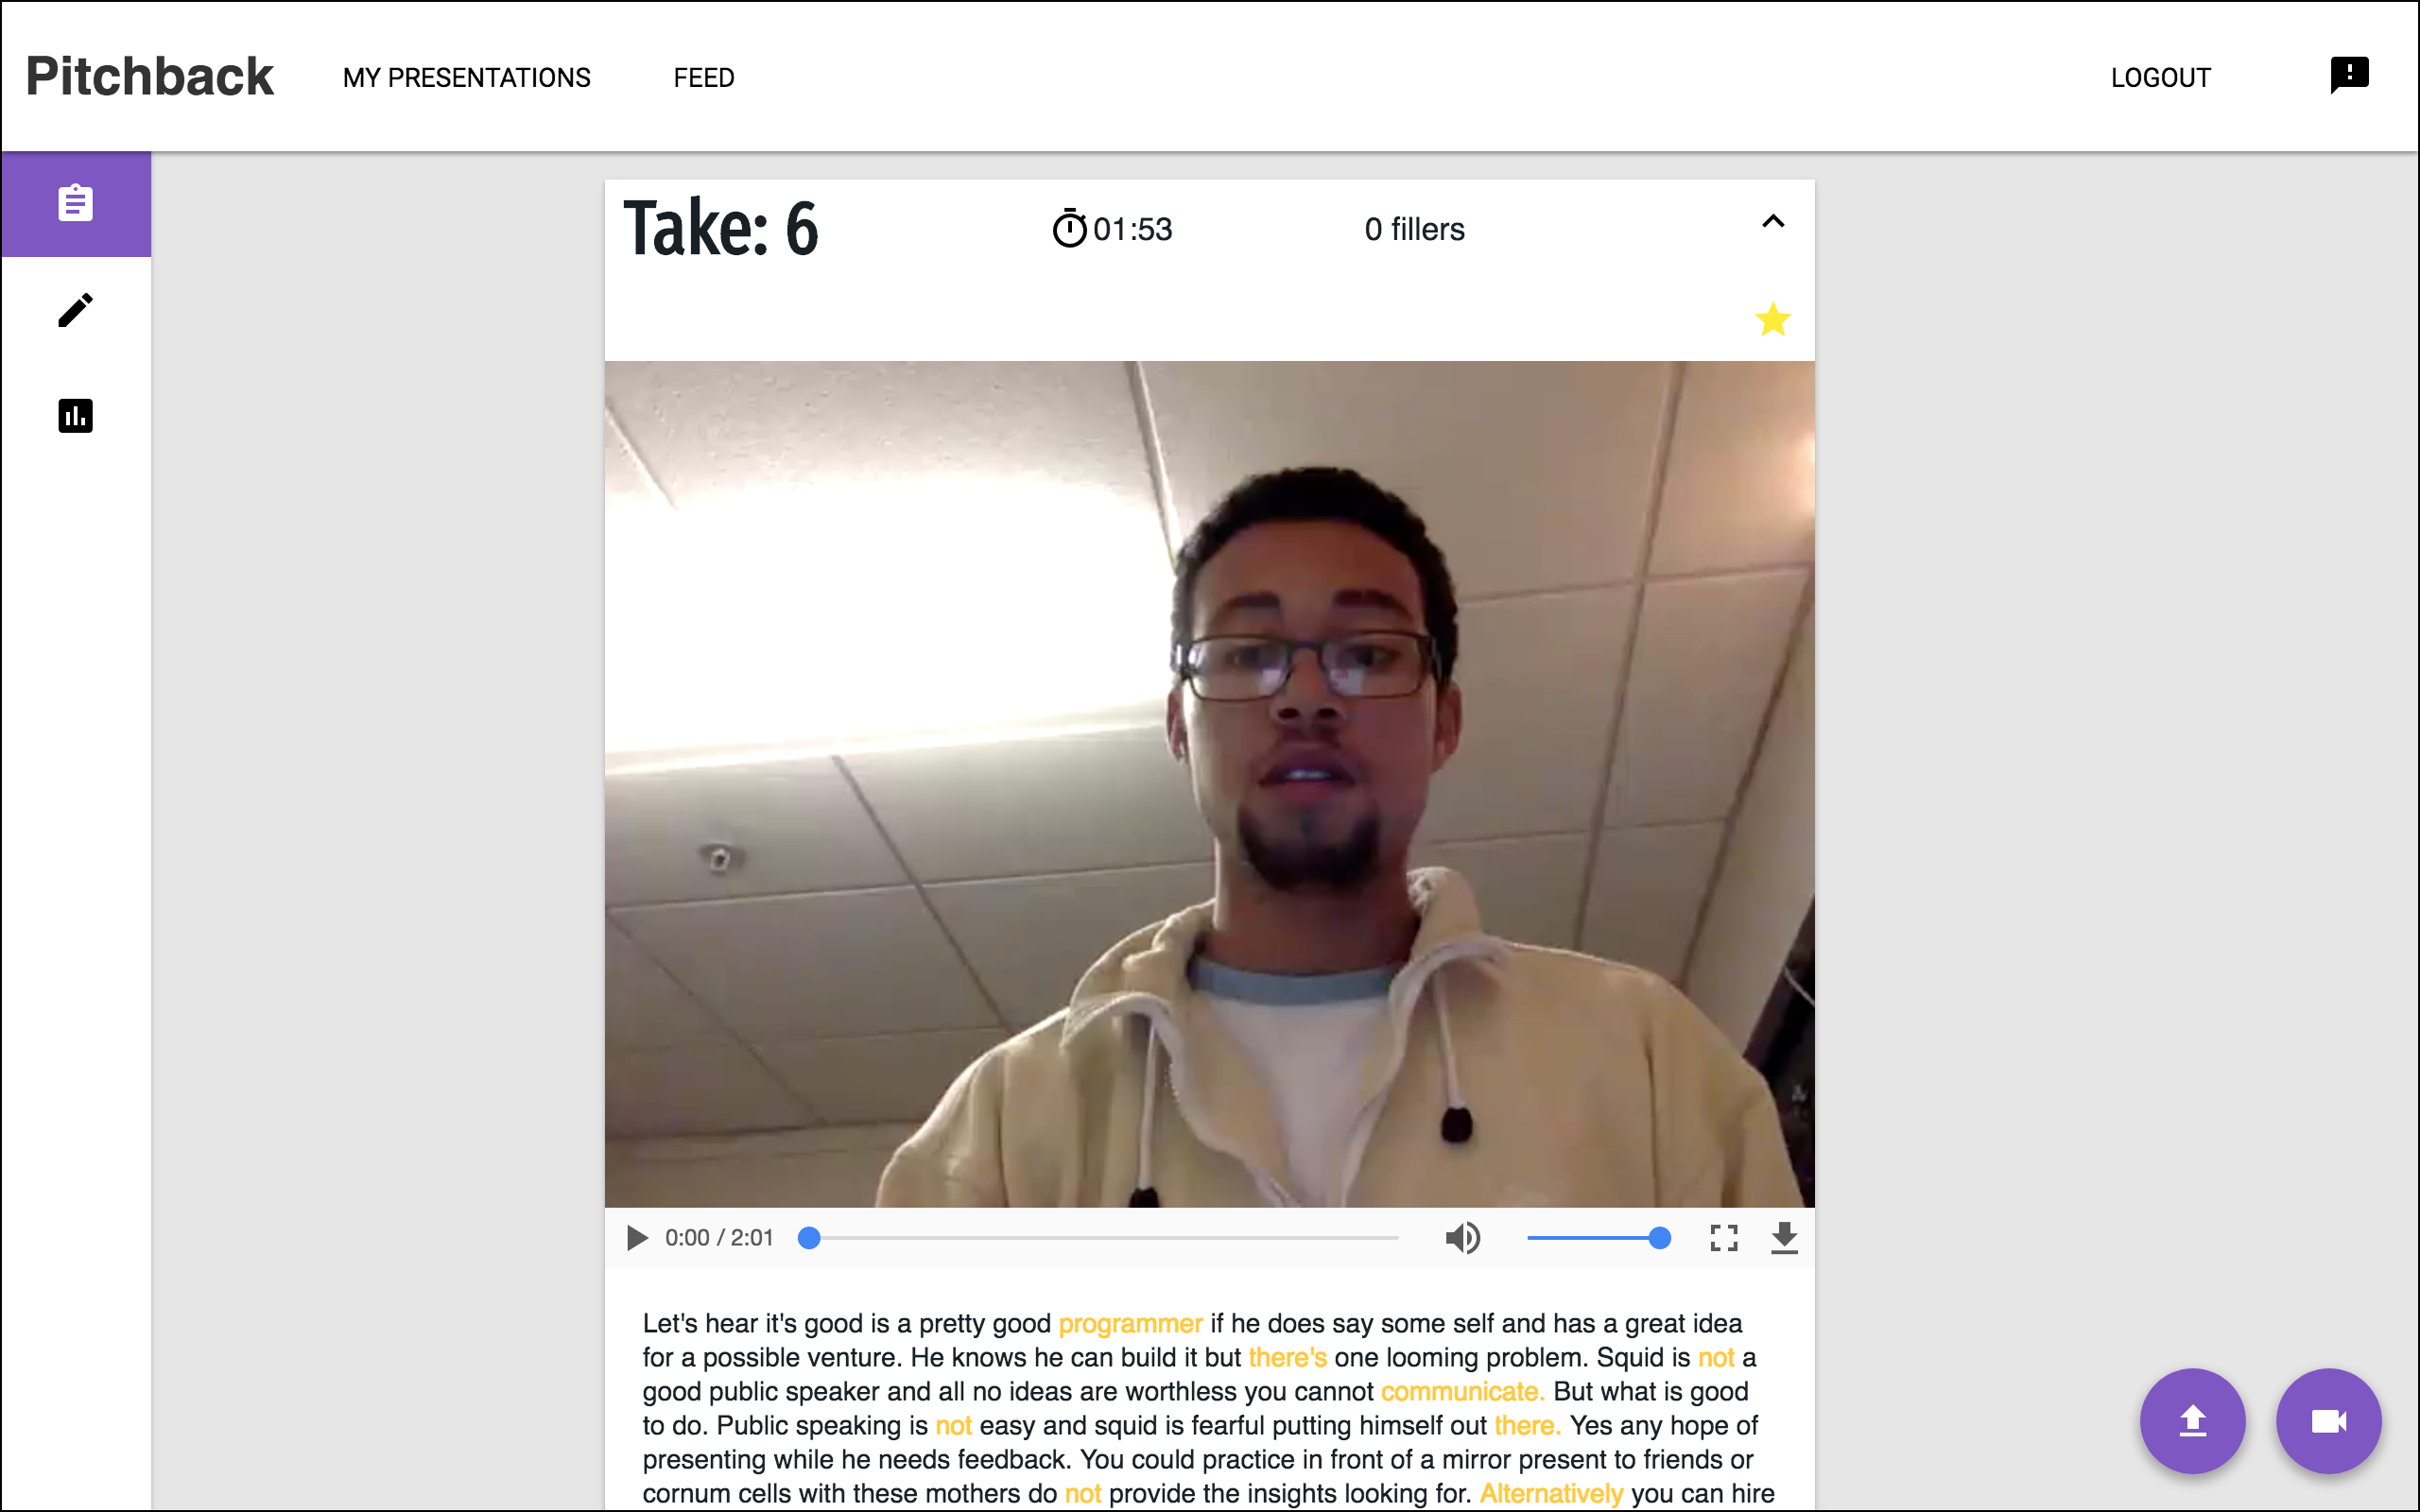 Pitchback MY PRESENTATIONS FEED LOGOUT
Take: 6 01:53 0 fillers
0:00 / 2:01
Let's hear it's good is a pretty good programmer if he does say some self and has a great idea
for a possible venture. He knows he can build it but there's one looming problem. Squid is not a
good public speaker and all no ideas are worthless you cannot communicate. But what is good
to do. Public speaking is not easy and squid is fearful putting himself out there. Yes any hope of
presenting while he needs feedback. You could practice in front of a mirror present to friends or
cornum cells with these mothers do not provide the insights looking for. Alternatively you can hire